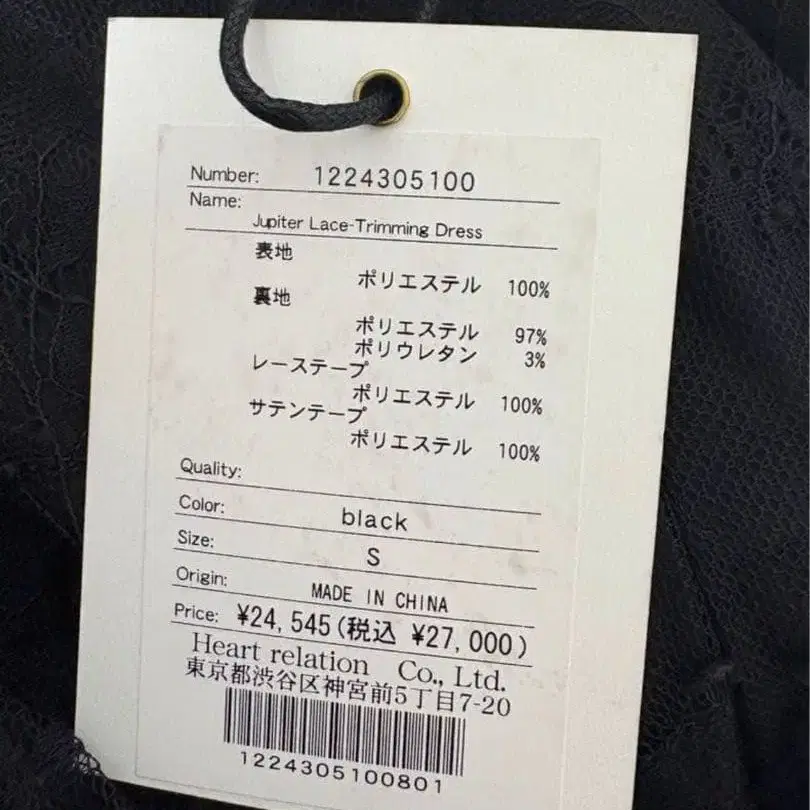 Number: 1224305100
Name:
Jupiter Lace-Trimming Dress
表地
ポリエステル 100%
裏地
ポリエステル 97%
ポリウレタン 3%
レーステープ
ポリエステル 100%
サテンテープ
ポリエステル 100%
Quality:
Color: black
Size: S
Origin: MADE IN CHINA
Price: ¥24,545(税込 ¥27,000)
Heart relation Co., Ltd.
東京都渋谷区神宮前5丁目7-20
1224305100801